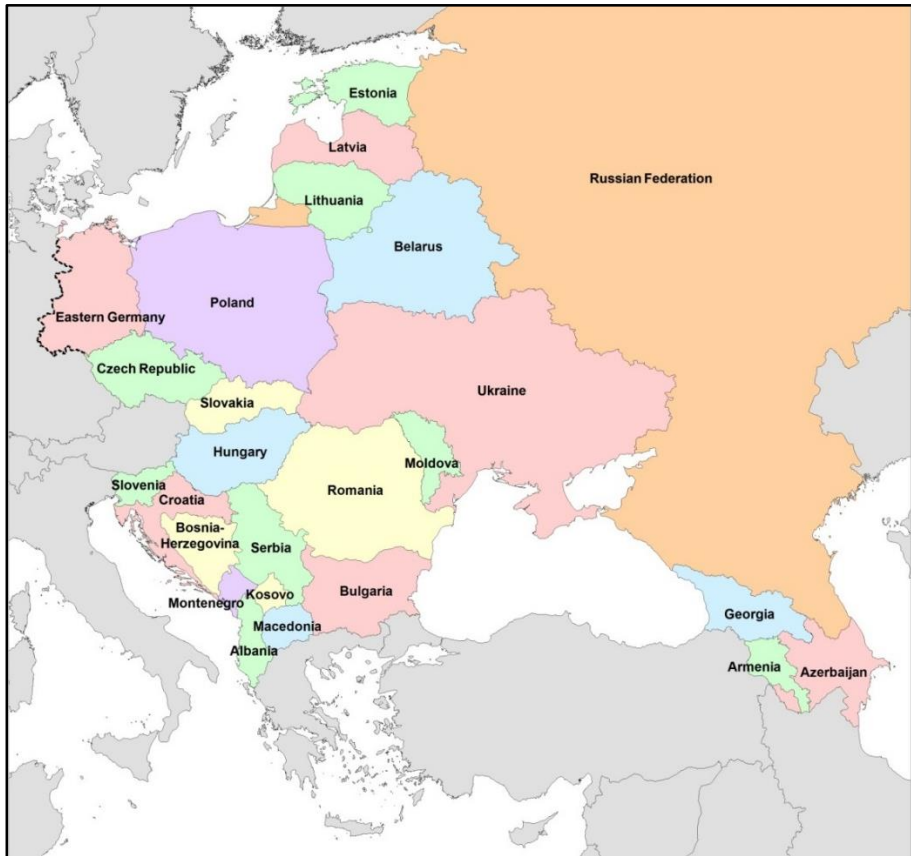 Estonia
Latvia
Russian Federation
Lithuania
Belarus
Poland
Eastern Germany
Czech Republic
Ukraine
Slovakia
Hungary
Moldova
Slovenia
Romania
Croatia
Bosnia-
Herzegovina
Serbia
Bulgaria
Kosovo
Montenegro
Georgia
Macedonia
Albania
Armenia
Azerbaijan